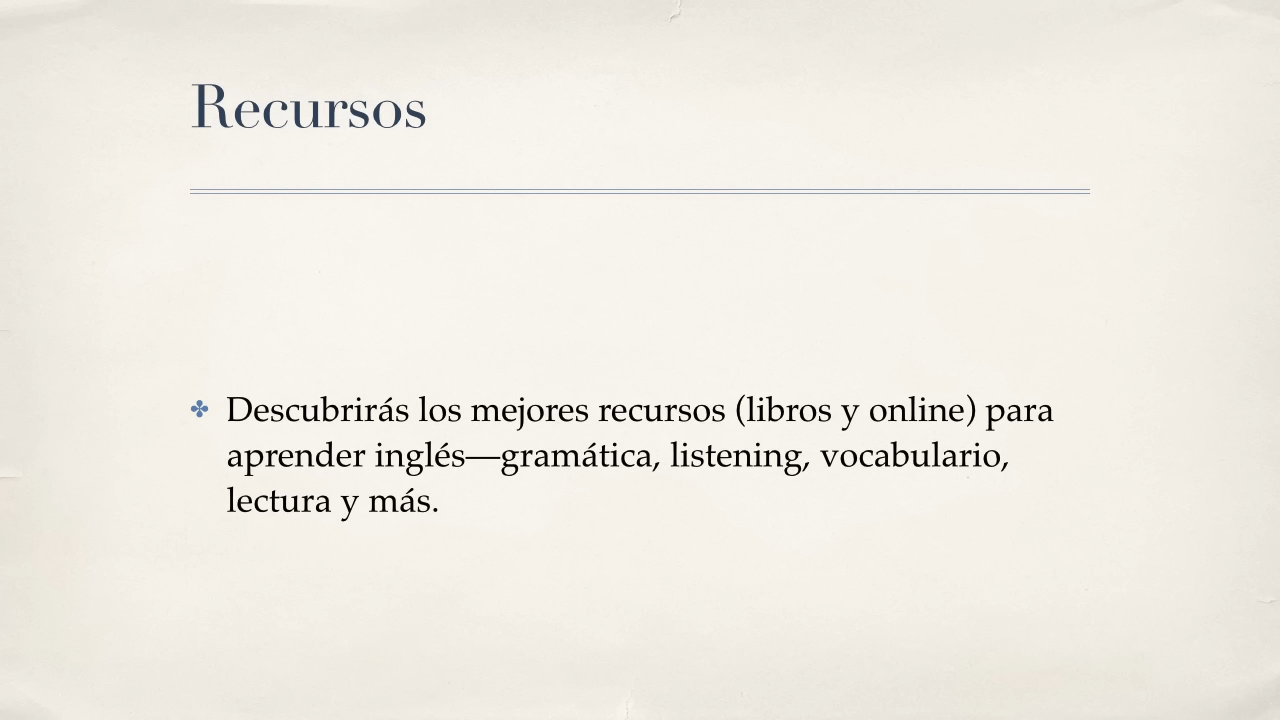 Recursos
Descubrirás los mejores recursos (libros y online) para
aprender inglés—gramática, listening, vocabulario,
lectura y más.